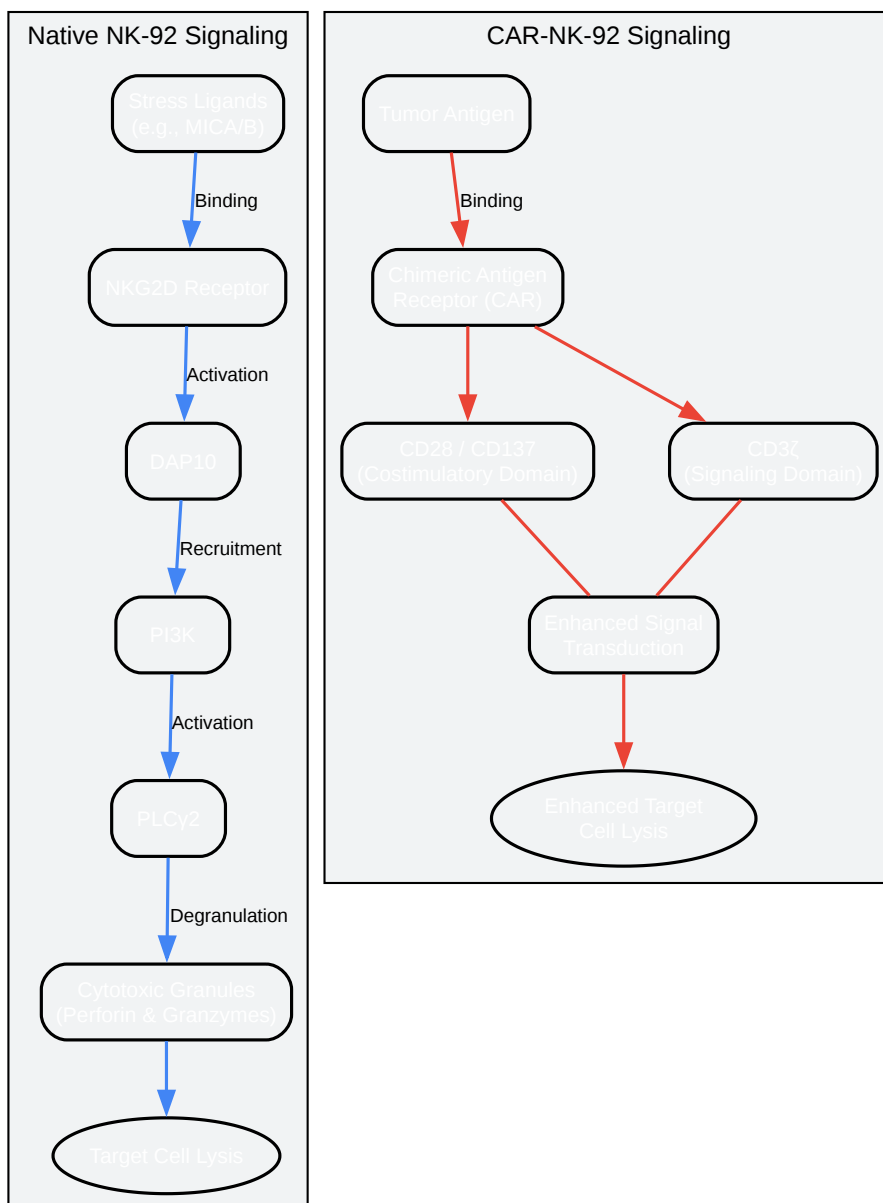 Native NK-92 Signaling
Stress Ligands
(e.g., MICA/B)
Binding
NKG2D Receptor
Activation
DAP10
Recruitment
PI3K
Activation
PLCγ2
Degranulation
Cytotoxic Granules
(Perforin & Granzymes)
Target Cell Lysis
CAR-NK-92 Signaling
Tumor Antigen
Binding
Chimeric Antigen
Receptor (CAR)
CD28 / CD137
(Costimulatory Domain)
CD3ζ
(Signaling Domain)
Enhanced Signal
Transduction
Enhanced Target
Cell Lysis